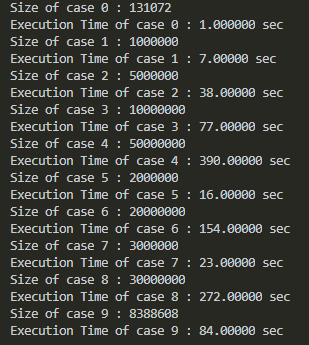 Size of case 0 : 131072
Execution Time of case 0 : 1.000000 sec
Size of case 1 : 1000000
Execution Time of case 1 : 7.00000 sec
Size of case 2 : 5000000
Execution Time of case 2 : 38.00000 sec
Size of case 3 : 10000000
Execution Time of case 3 : 77.00000 sec
Size of case 4 : 50000000
Execution Time of case 4 : 390.00000 sec
Size of case 5 : 2000000
Execution Time of case 5 : 16.00000 sec
Size of case 6 : 20000000
Execution Time of case 6 : 154.00000 sec
Size of case 7 : 3000000
Execution Time of case 7 : 23.00000 sec
Size of case 8 : 30000000
Execution Time of case 8 : 272.00000 sec
Size of case 9 : 8388608
Execution Time of case 9 : 84.00000 sec